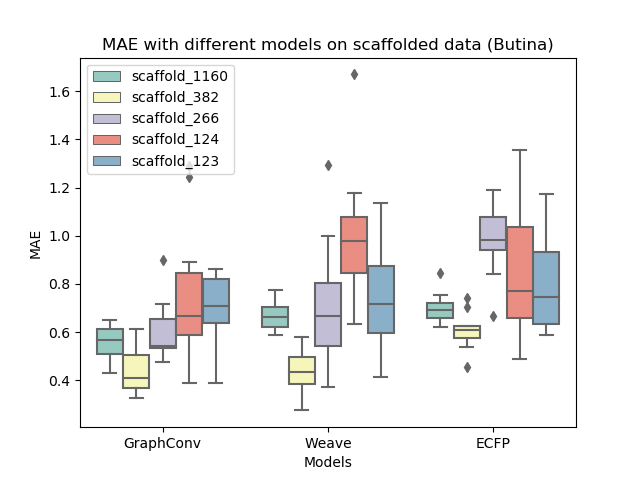 MAE with different models on scaffolded data (Butina)
scaffold_1160
scaffold_382
scaffold_266
scaffold_124
scaffold_123
1.6
1.4
1.2
1.0
0.8
0.6
0.4
MAE
GraphConv
Weave
ECFP
Models